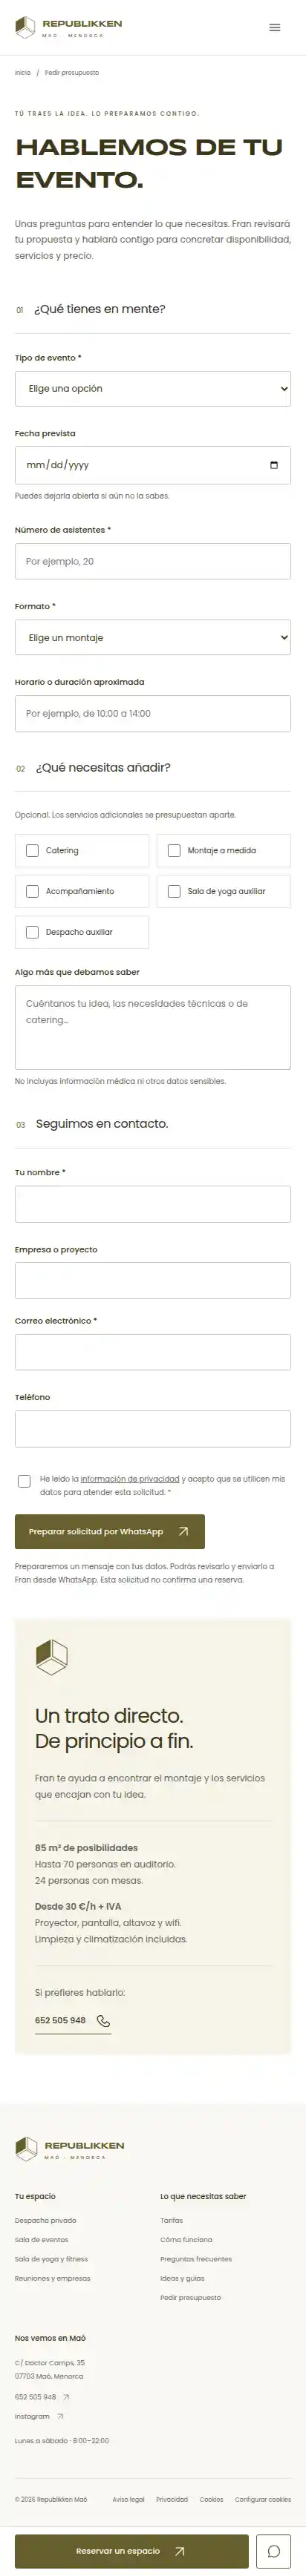 REPUBLIKKEN
MAÓ · MENORCA
Inicio / Pedir presupuesto
TÚ TRAES LA IDEA. LO PREPARAMOS CONTIGO.
HABLEMOS DE TU
EVENTO.
Unas preguntas para entender lo que necesitas. Fran revisará
tu propuesta y hablará contigo para concretar disponibilidad,
servicios y precio.
01 ¿Qué tienes en mente?
Tipo de evento *
Elige una opción
Fecha prevista
mm/dd/yyyy
Puedes dejarla abierta si aún no la sabes.
Número de asistentes *
Por ejemplo, 20
Formato *
Elige un montaje
Horario o duración aproximada
Por ejemplo, de 10:00 a 14:00
02 ¿Qué necesitas añadir?
Opcional. Los servicios adicionales se presupuestan aparte.
Catering
Montaje a medida
Acompañamiento
Sala de yoga auxiliar
Despacho auxiliar
Algo más que debamos saber
Cuéntanos tu idea, las necesidades técnicas o de
catering…
No incluyas información médica ni otros datos sensibles.
03 Seguimos en contacto.
Tu nombre *
Empresa o proyecto
Correo electrónico *
Teléfono
He leído la información de privacidad y acepto que se utilicen mis
datos para atender esta solicitud. *
Preparar solicitud por WhatsApp
Prepararemos un mensaje con tus datos. Podrás revisarlo y enviarlo a
Fran desde WhatsApp. Esta solicitud no confirma una reserva.
Un trato directo.
De principio a fin.
Fran te ayuda a encontrar el montaje y los servicios
que encajan con tu idea.
85 m² de posibilidades
Hasta 70 personas en auditorio.
24 personas con mesas.
Desde 30 €/h + IVA
Proyector, pantalla, altavoz y wifi.
Limpieza y climatización incluidas.
Si prefieres hablarlo:
652 505 948
REPUBLIKKEN
MAÓ · MENORCA
Tu espacio
Despacho privado
Sala de eventos
Sala de yoga y fitness
Reuniones y empresas
Lo que necesitas saber
Tarifas
Cómo funciona
Preguntas frecuentes
Ideas y guías
Pedir presupuesto
Nos vemos en Maó
C/ Doctor Camps, 35
07703 Maó, Menorca
652 505 948
Instagram
Lunes a sábado · 8:00–22:00
© 2026 Republikken Maó
Aviso legal
Privacidad
Cookies
Configurar cookies
Reservar un espacio